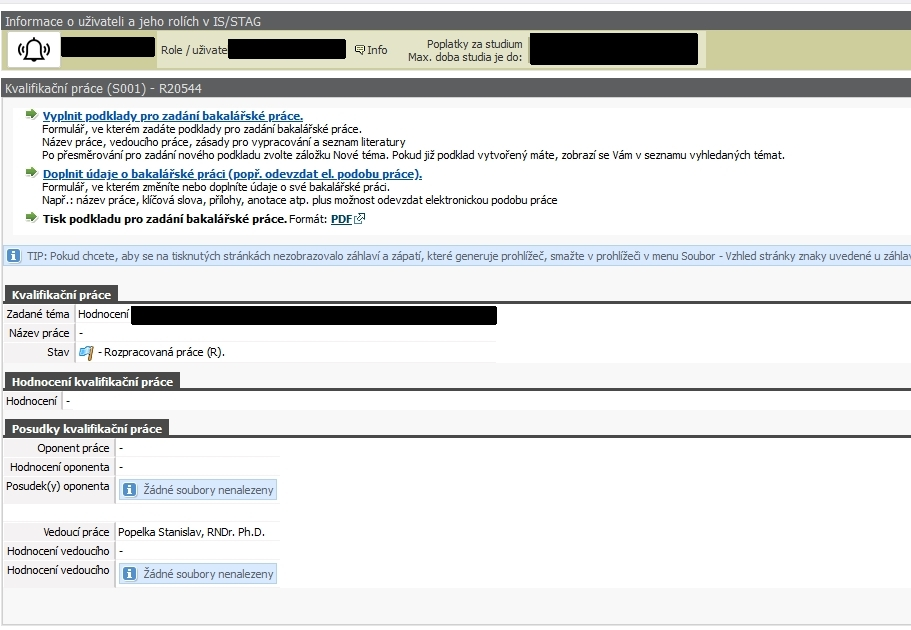 Informace o uživateli a jeho rolích v IS/STAG
Role / uživate
Info
Poplatky za studium
Max. doba studia je do:
Kvalifikační práce (S001) - R20544
Vyplnit podklady pro zadání bakalářské práce.
Formulář, ve kterém zadáte podklady pro zadání bakalářské práce.
Název práce, vedoucího práce, zásady pro vypracování a seznam literatury
Po přesměrování pro zadání nového podkladu zvolte záložku Nové téma. Pokud již podklad vytvořený máte, zobrazí se Vám v seznamu vyhledaných témat.
Doplnit údaje o bakalářské práci (popř. odevzdat el. podobu práce).
Formulář, ve kterém změníte nebo doplníte údaje o své bakalářské práci.
Např.: název práce, klíčová slova, přílohy, anotace atp. plus možnost odevzdat elektronickou podobu práce
Tisk podkladu pro zadání bakalářské práce. Formát: PDF
TIP: Pokud chcete, aby se na tisknutých stránkách nezobrazovalo záhlaví a zápatí, které generuje prohlížeč, smažte v prohlížeči v menu Soubor - Vzhled stránky znaky uvedené u záhlav
Kvalifikační práce
Zadané téma Hodnocení
Název práce -
Stav - Rozpracovaná práce (R).
Hodnocení kvalifikační práce
Hodnocení -
Posudky kvalifikační práce
Oponent práce -
Hodnocení oponenta -
Posudek(y) oponenta Žádné soubory nenalezeny
Vedoucí práce Popelka Stanislav, RNDr. Ph.D.
Hodnocení vedoucího -
Hodnocení vedoucího Žádné soubory nenalezeny